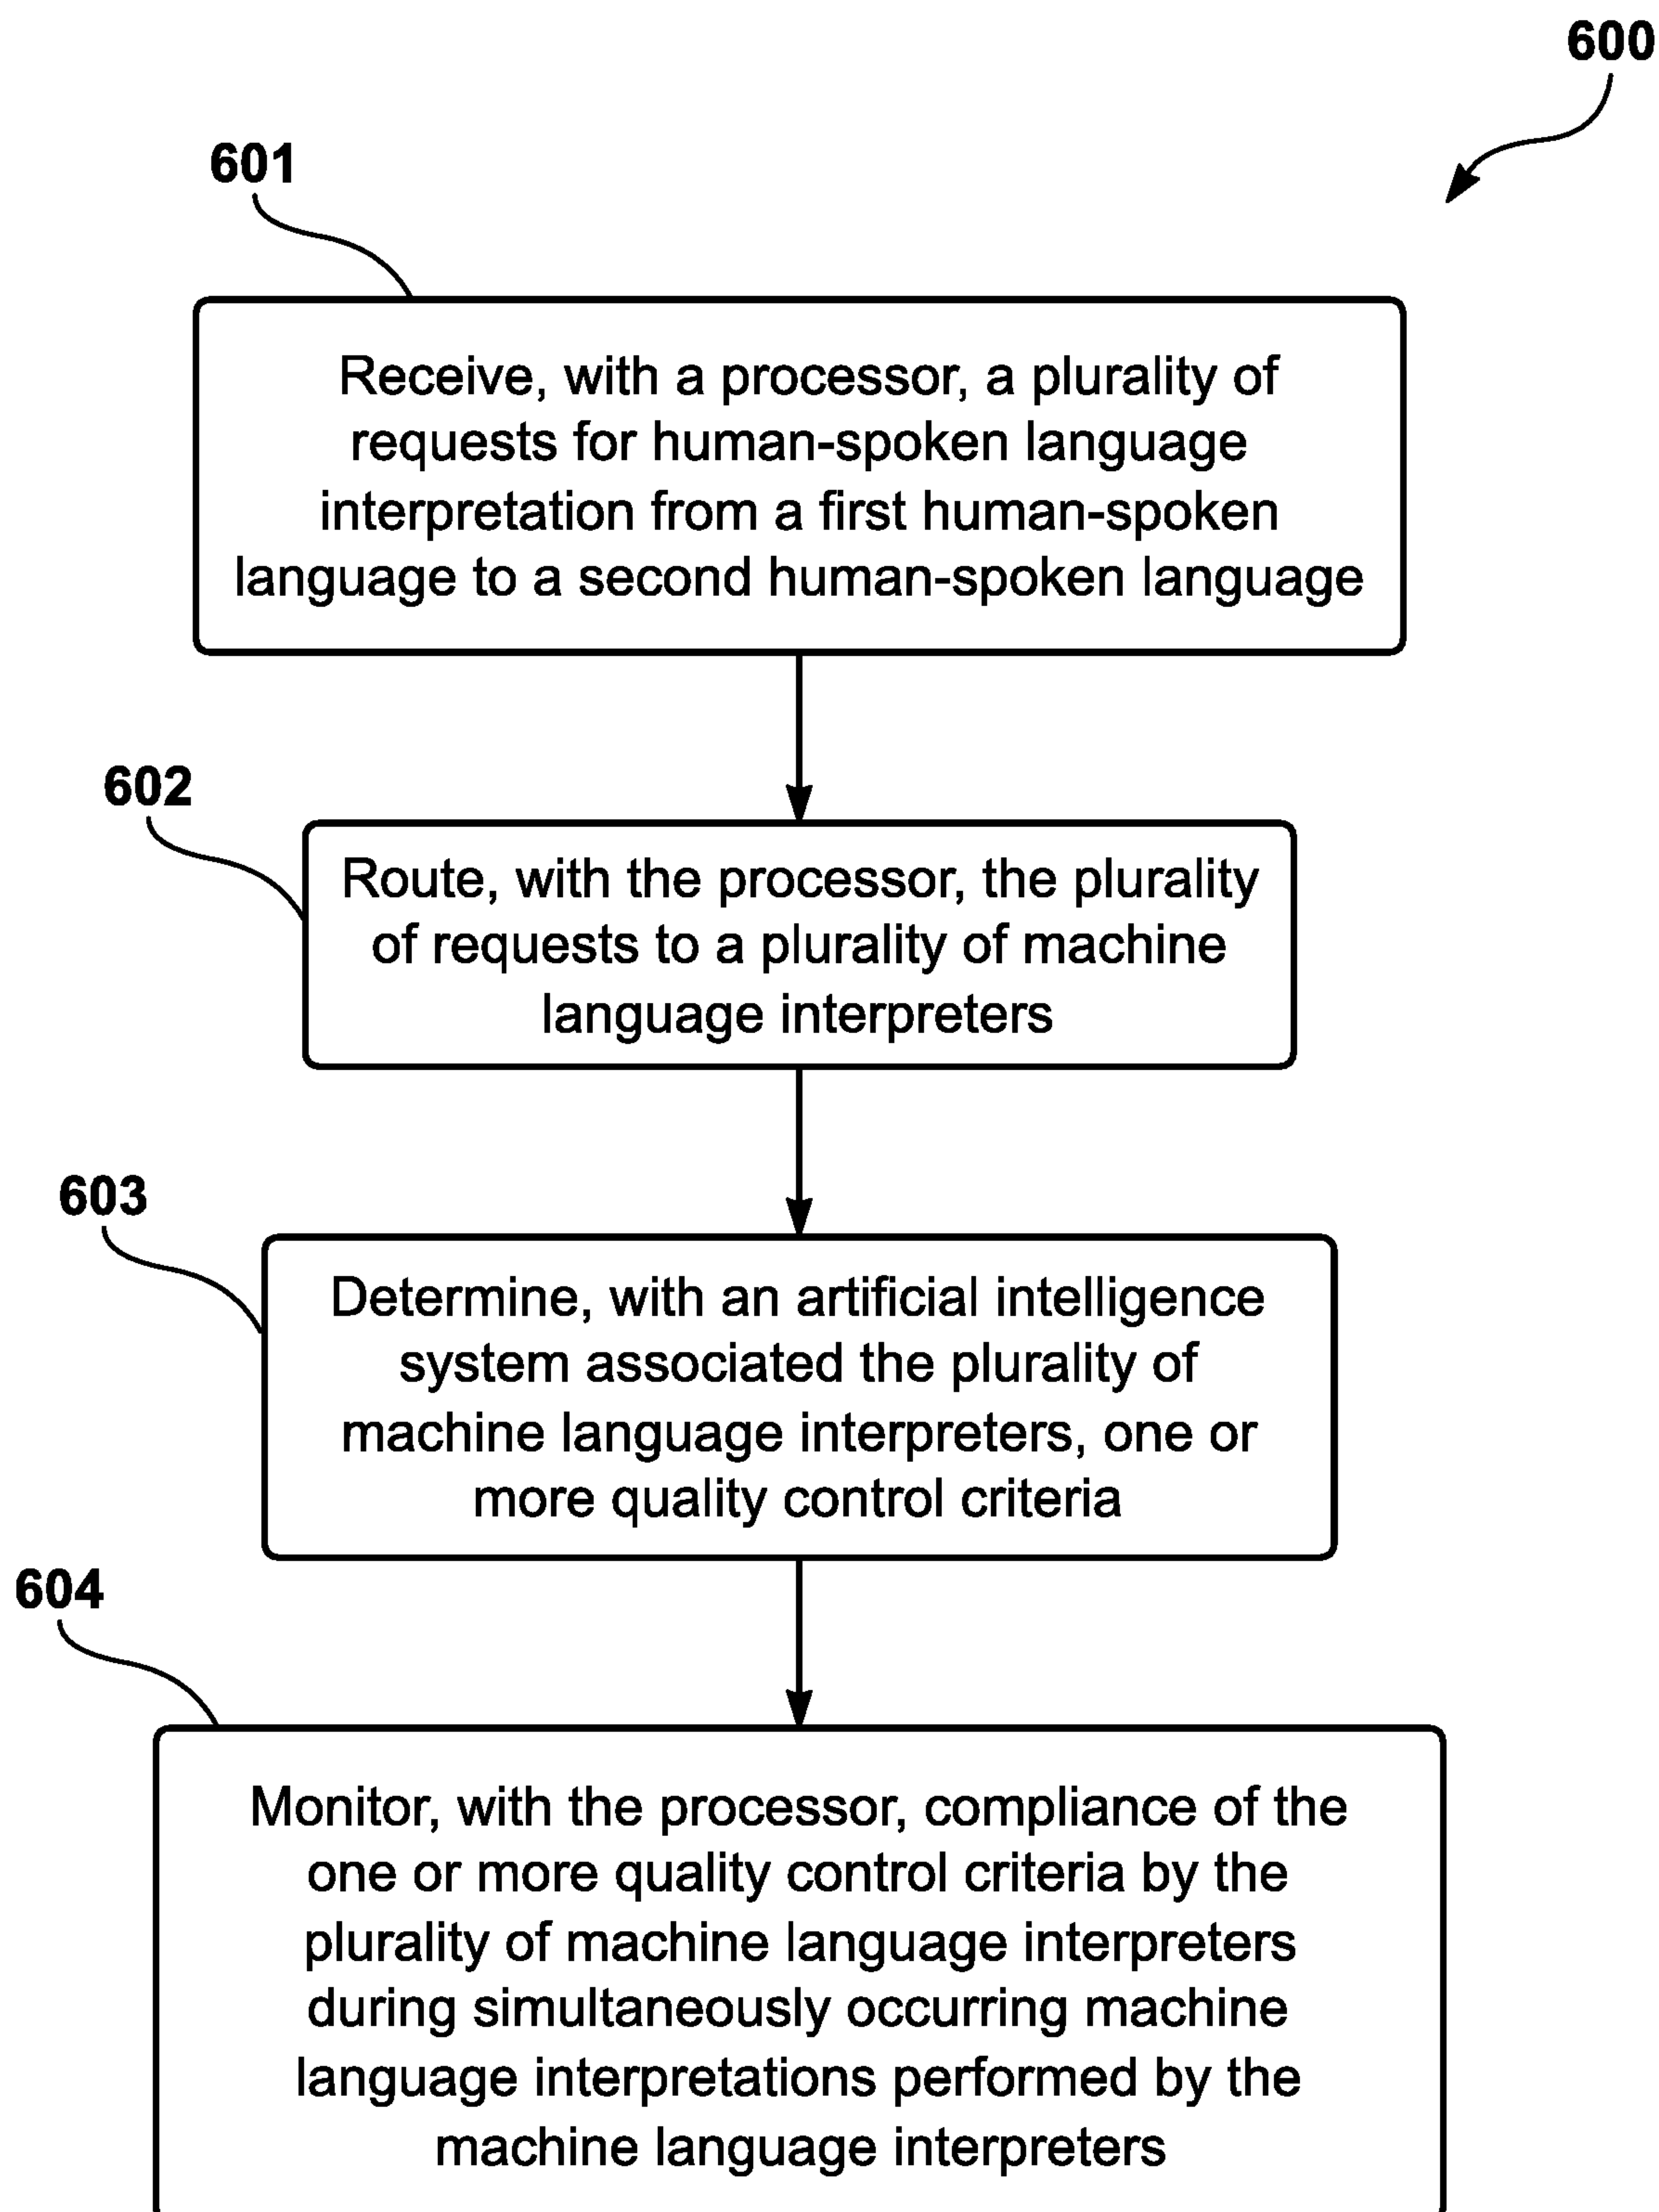 600
601
Receive, with a processor, a plurality of
requests for human-spoken language
interpretation from a first human-spoken
language to a second human-spoken language
602
Route, with the processor, the plurality
of requests to a plurality of machine
language interpreters
603
Determine, with an artificial intelligence
system associated the plurality of
machine language interpreters, one or
more quality control criteria
604
Monitor, with the processor, compliance of the
one or more quality control criteria by the
plurality of machine language interpreters
during simultaneously occurring machine
language interpretations performed by the
machine language interpreters